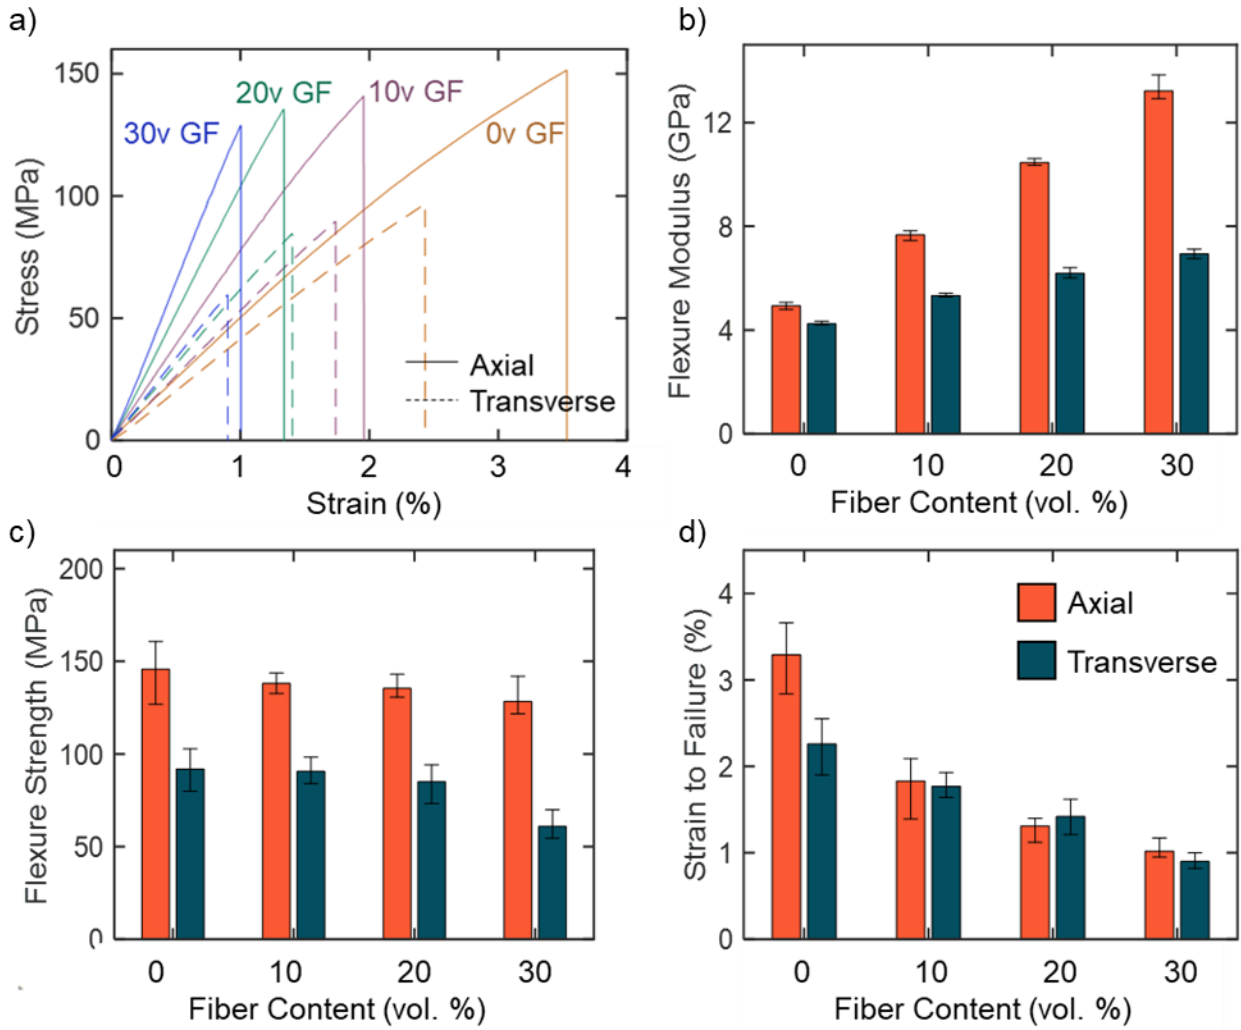 a)
150
100
50
0
Stress (MPa)
30v GF
20v GF
10v GF
0v GF
Axial
Transverse
0 1 2 3 4
Strain (%)
b)
12
8
4
0
Flexure Modulus (GPa)
0 10 20 30
Fiber Content (vol. %)
c)
200
150
100
50
0
Flexure Strength (MPa)
0 10 20 30
Fiber Content (vol. %)
d)
4
3
2
1
0
Strain to Failure (%)
Axial
Transverse
0 10 20 30
Fiber Content (vol. %)